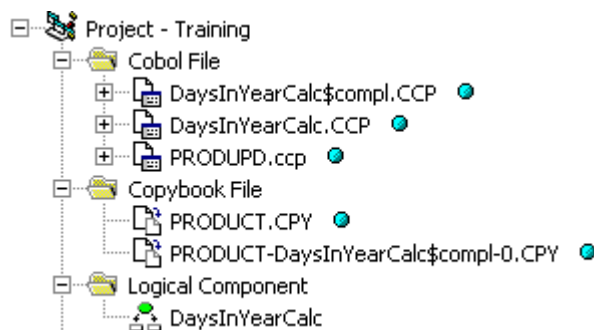 Project - Training
Cobol File
DaysInYearCalc$compl.CCP
DaysInYearCalc.CCP
PRODUPD.ccp
Copybook File
PRODUCT.CPY
PRODUCT-DaysInYearCalc$compl-0.CPY
Logical Component
DaysInYearCalc